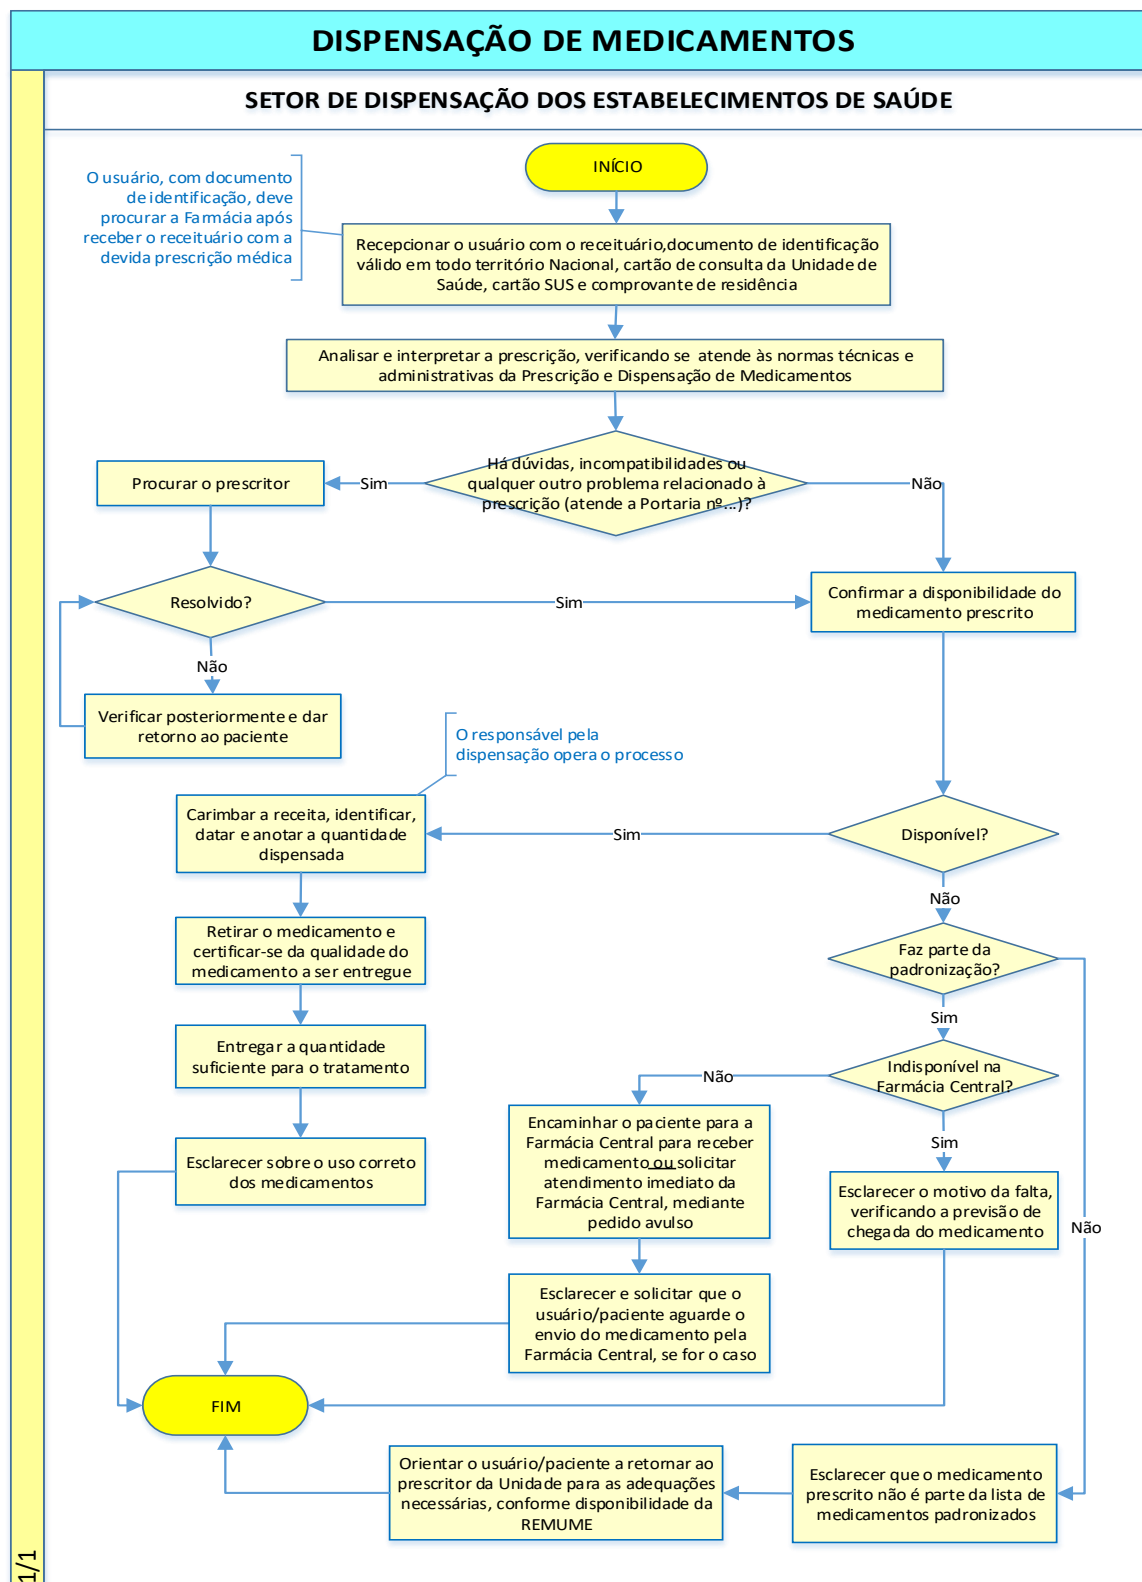 DISPENSAÇÃO DE MEDICAMENTOS
SETOR DE DISPENSAÇÃO DOS ESTABELECIMENTOS DE SAÚDE
INÍCIO
O usuário, com documento
de identificação, deve
procurar a Farmácia após
receber o receituário com a
devida prescrição médica
Recepcionar o usuário com o receituário,documento de identificação
válido em todo território Nacional, cartão de consulta da Unidade de
Saúde, cartão SUS e comprovante de residência
Analisar e interpretar a prescrição, verificando se atende às normas técnicas e
administrativas da Prescrição e Dispensação de Medicamentos
Há dúvidas, incompatibilidades ou
qualquer outro problema relacionado à
prescrição (atende a Portaria nº...)?
Sim
Não
Procurar o prescritor
Resolvido?
Sim
Confirmar a disponibilidade do
medicamento prescrito
Não
Verificar posteriormente e dar
retorno ao paciente
O responsável pela
dispensação opera o processo
Carimbar a receita, identificar,
datar e anotar a quantidade
dispensada
Sim
Disponível?
Não
Retirar o medicamento e
certificar-se da qualidade do
medicamento a ser entregue
Faz parte da
padronização?
Sim
Entregar a quantidade
suficiente para o tratamento
Indisponível na
Farmácia Central?
Não
Encaminhar o paciente para a
Farmácia Central para receber
medicamento ou solicitar
atendimento imediato da
Farmácia Central, mediante
pedido avulso
Sim
Esclarecer sobre o uso correto
dos medicamentos
Esclarecer o motivo da falta,
verificando a previsão de
chegada do medicamento
Não
Esclarecer e solicitar que o
usuário/paciente aguarde o
envio do medicamento pela
Farmácia Central, se for o caso
FIM
Orientar o usuário/paciente a retornar ao
prescritor da Unidade para as adequações
necessárias, conforme disponibilidade da
REMUME
Esclarecer que o medicamento
prescrito não é parte da lista de
medicamentos padronizados
1/1